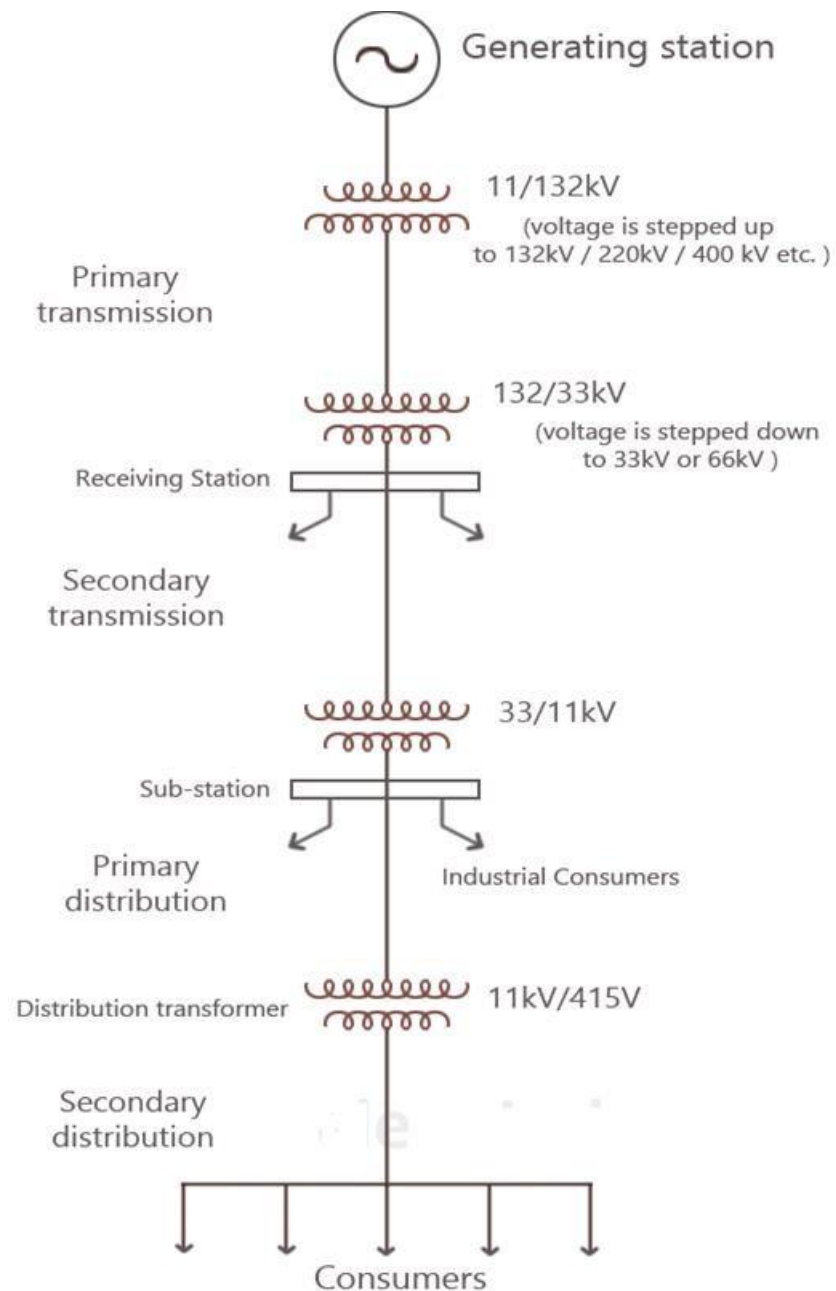 Generating station
11/132kV
(voltage is stepped up
to 132kV / 220kV / 400 kV etc. )
Primary
transmission
132/33kV
(voltage is stepped down
to 33kV or 66kV )
Receiving Station
Secondary
transmission
33/11kV
Sub-station
Primary
distribution
Industrial Consumers
11kV/415V
Distribution transformer
Secondary
distribution
Consumers